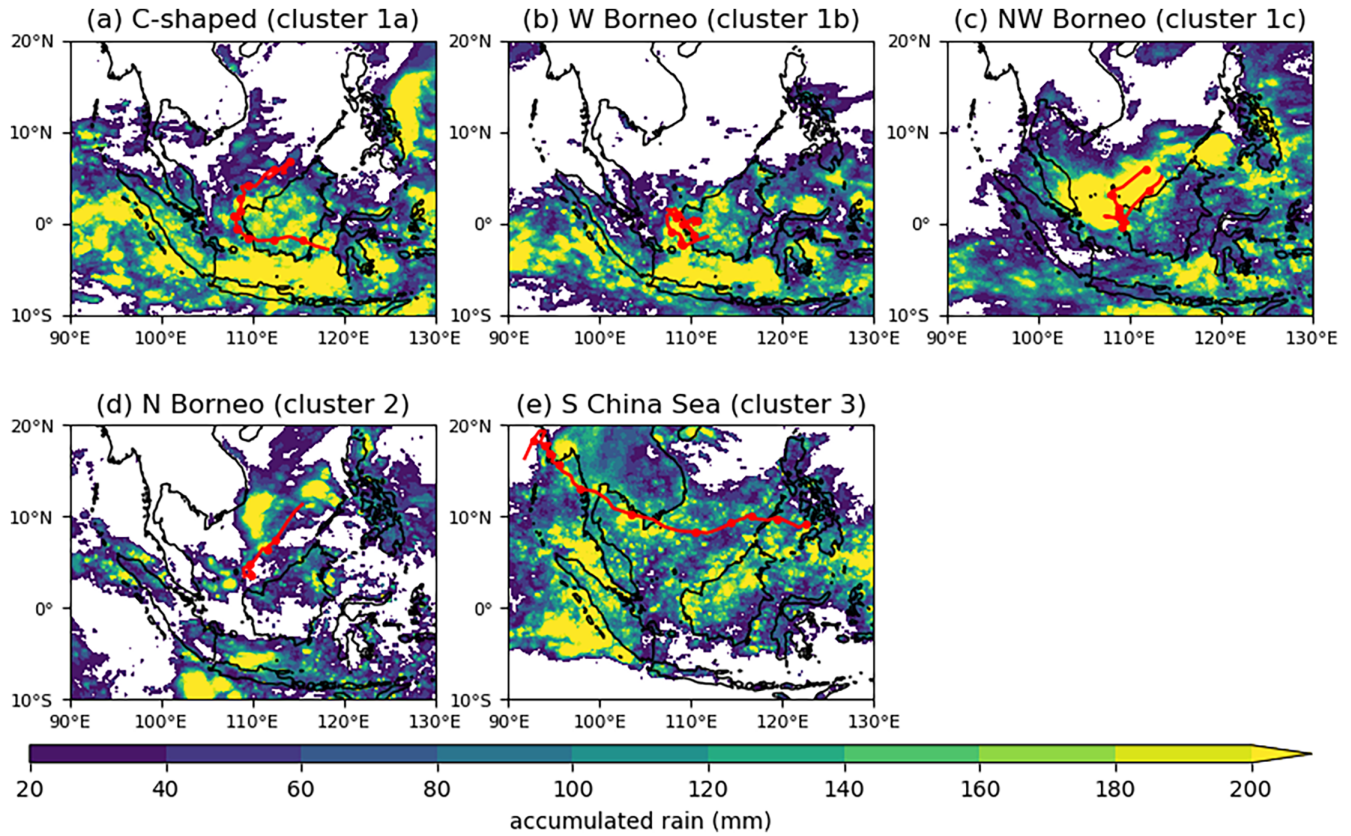 (a) C-shaped (cluster 1a) (b) W Borneo (cluster 1b) (c) NW Borneo (cluster 1c)
20°N 20°N 20°N
10°N 10°N 10°N
0° 0° 0°
10°S 10°S 10°S
90°E 100°E 110°E 120°E 130°E 90°E 100°E 110°E 120°E 130°E 90°E 100°E 110°E 120°E 130°E
(d) N Borneo (cluster 2) (e) S China Sea (cluster 3)
20°N 20°N
10°N 10°N
0° 0°
10°S 10°S
90°E 100°E 110°E 120°E 130°E 90°E 100°E 110°E 120°E 130°E
20 40 60 80 100 120 140 160 180 200
accumulated rain (mm)